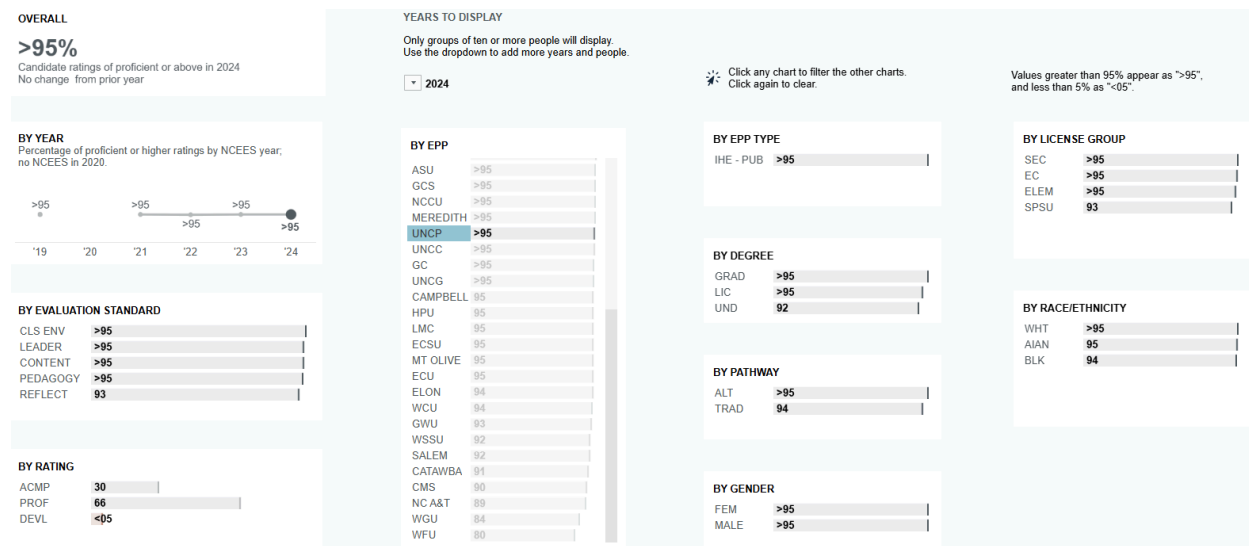 OVERALL
>95%
Candidate ratings of proficient or above in 2024
No change from prior year
YEARS TO DISPLAY
Only groups of ten or more people will display.
Use the dropdown to add more years and people.
2024
Click any chart to filter the other charts.
Click again to clear.
Values greater than 95% appear as ">95",
and less than 5% as "<05".
BY YEAR
Percentage of proficient or higher ratings by NCEES year;
no NCEES in 2020.
>95 >95 >95 >95 >95
'19 '20 '21 '22 '23 '24
BY EVALUATION STANDARD
CLS ENV >95
LEADER >95
CONTENT >95
PEDAGOGY >95
REFLECT 93
BY RATING
ACMP 30
PROF 66
DEVL <05
BY EPP
ASU >95
GCS >95
NCCU >95
MEREDITH >95
UNCP >95
UNCC >95
GC >95
UNCG >95
CAMPBELL 95
HPU 95
LMC 95
ECSU 95
MT OLIVE 95
ECU 95
ELON 94
WCU 94
GWU 93
WSSU 92
SALEM 92
CATAWBA 91
CMS 90
NC A&T 89
WGU 84
WFU 80
BY EPP TYPE
IHE - PUB >95
BY DEGREE
GRAD >95
LIC >95
UND 92
BY PATHWAY
ALT >95
TRAD 94
BY GENDER
FEM >95
MALE >95
BY LICENSE GROUP
SEC >95
EC >95
ELEM >95
SPSU 93
BY RACE/ETHNICITY
WHT >95
AIAN 95
BLK 94